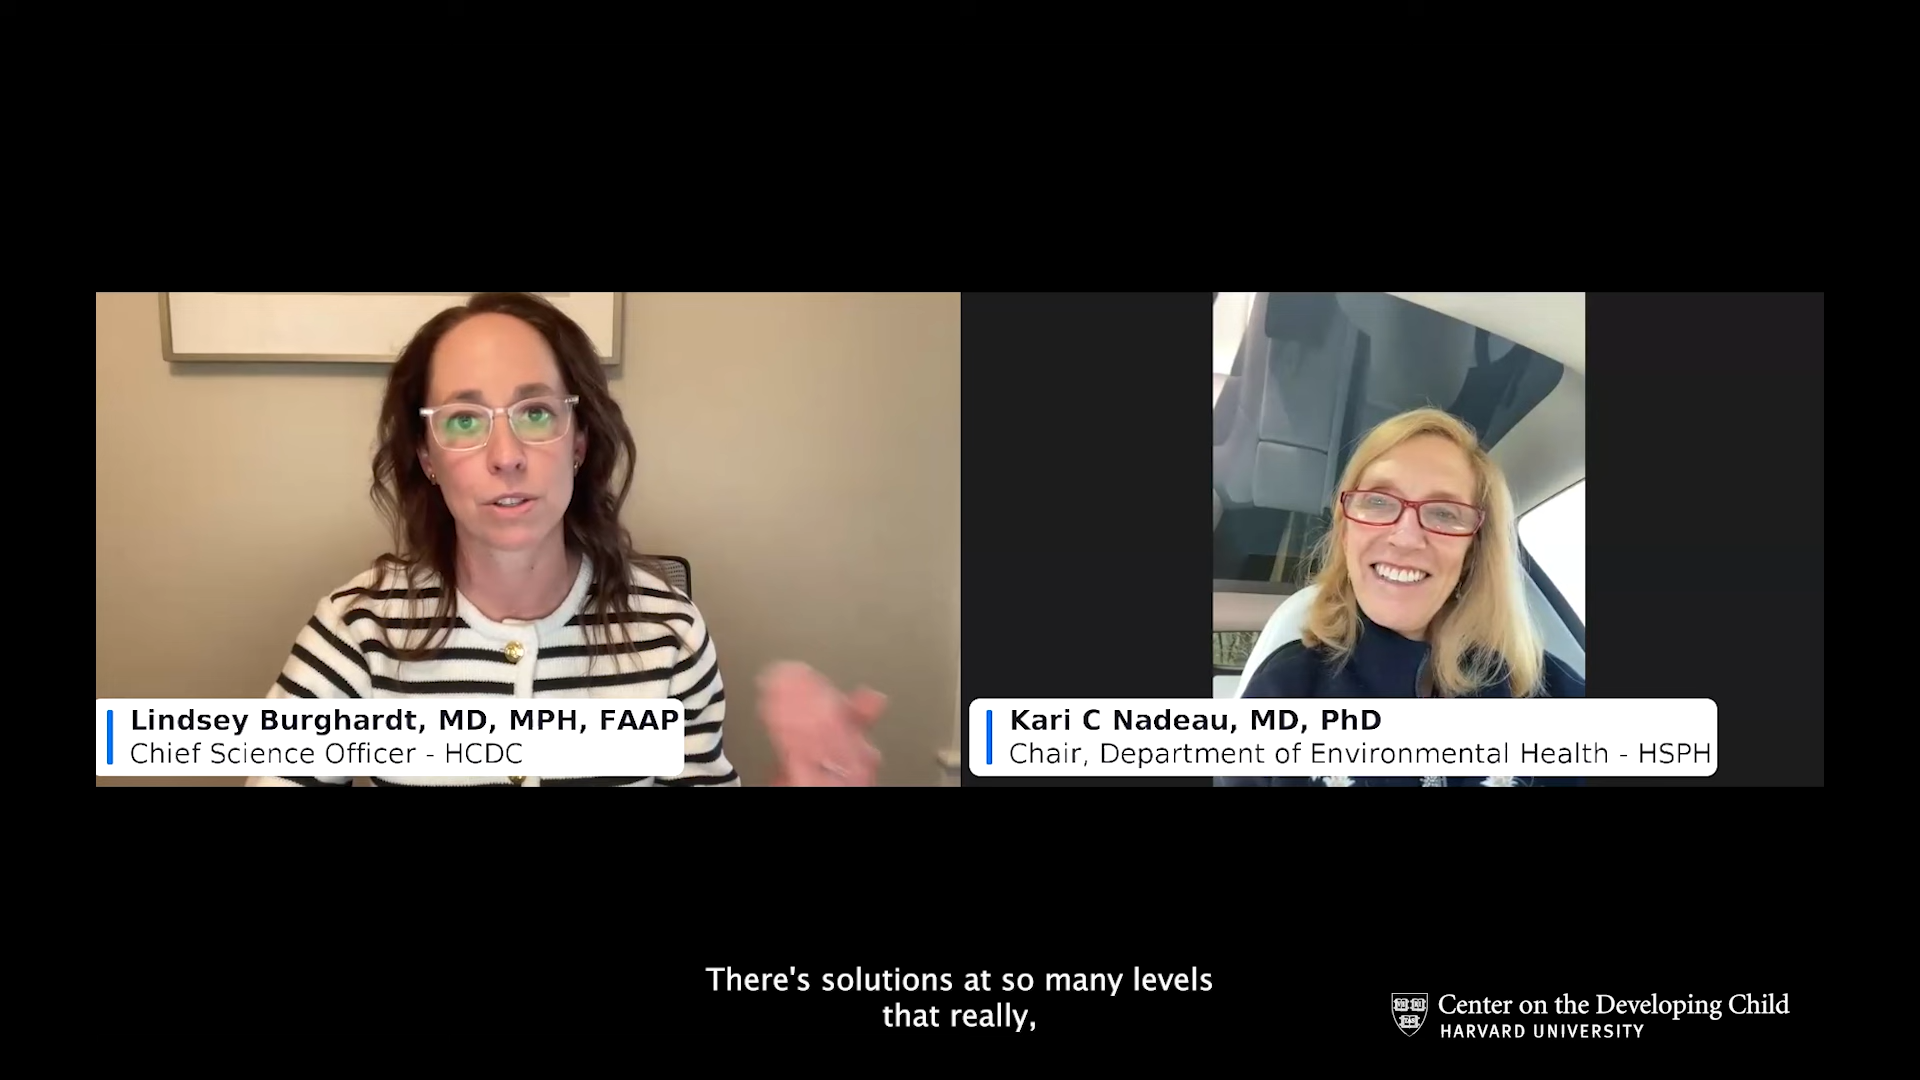 Lindsey Burghardt, MD, MPH, FAAP
Chief Science Officer - HCDC
Kari C Nadeau, MD, PhD
Chair, Department of Environmental Health - HSPH
There's solutions at so many levels
that really,
Center on the Developing Child
HARVARD UNIVERSITY